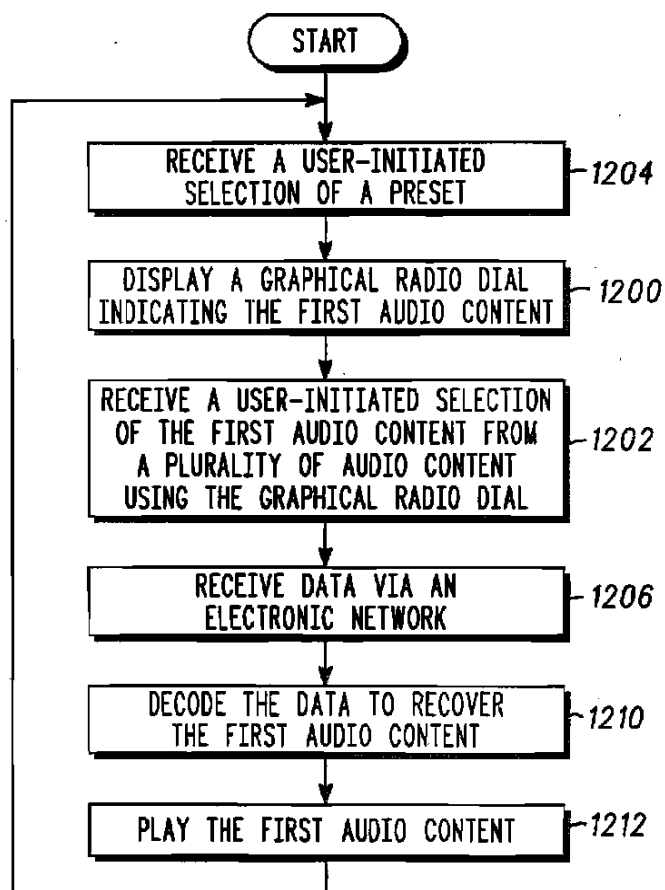 START
RECEIVE A USER-INITIATED
SELECTION OF A PRESET
1204
DISPLAY A GRAPHICAL RADIO DIAL
INDICATING THE FIRST AUDIO CONTENT
1200
RECEIVE A USER-INITIATED SELECTION
OF THE FIRST AUDIO CONTENT FROM
A PLURALITY OF AUDIO CONTENT
USING THE GRAPHICAL RADIO DIAL
1202
RECEIVE DATA VIA AN
ELECTRONIC NETWORK
1206
DECODE THE DATA TO RECOVER
THE FIRST AUDIO CONTENT
1210
PLAY THE FIRST AUDIO CONTENT
1212